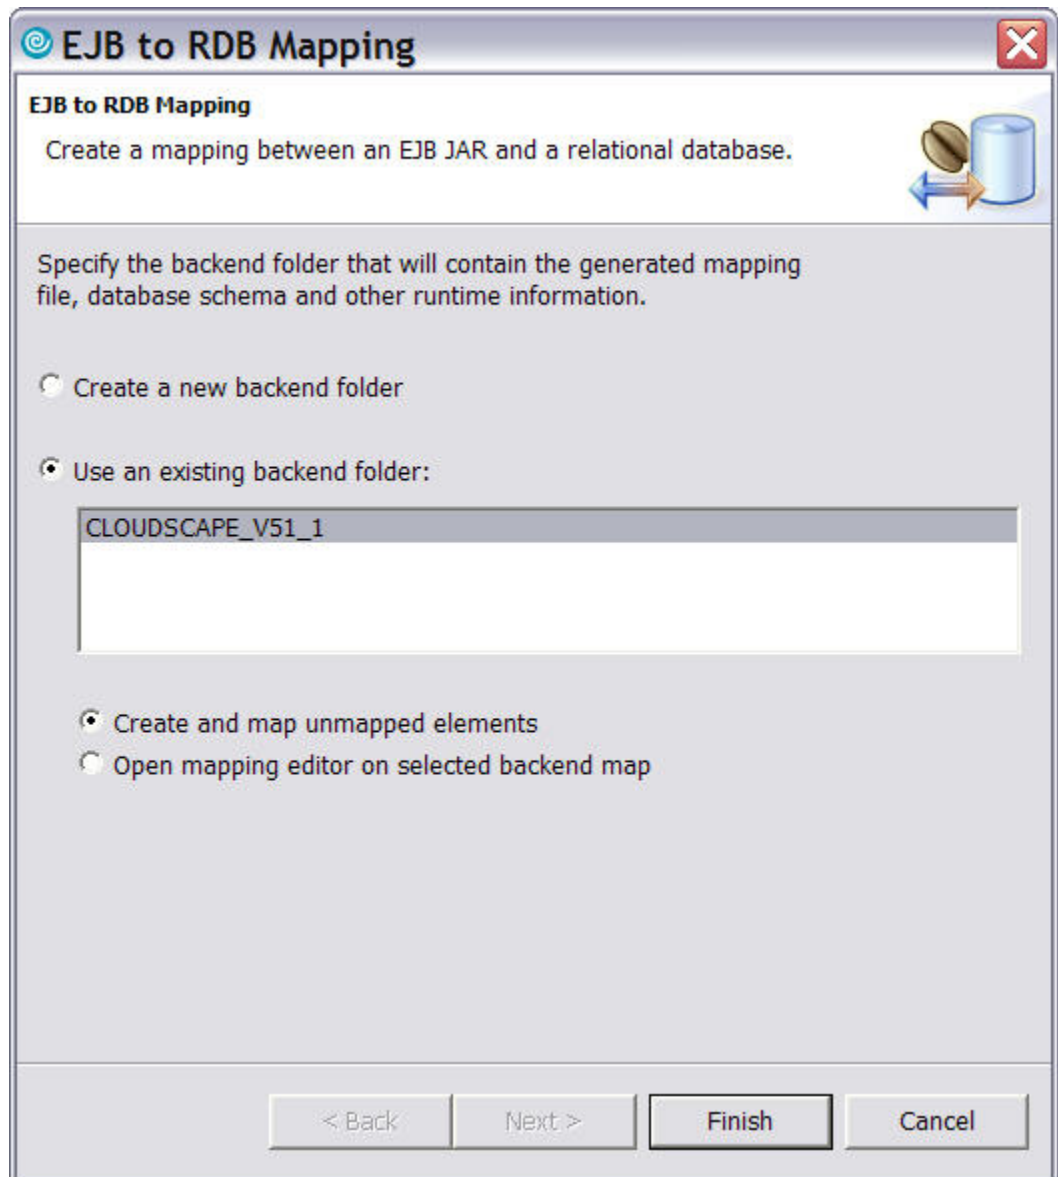 EJB to RDB Mapping
EJB to RDB Mapping
Create a mapping between an EJB JAR and a relational database.
Specify the backend folder that will contain the generated mapping
file, database schema and other runtime information.
Create a new backend folder
Use an existing backend folder:
CLOUDSCAPE_V51_1
Create and map unmapped elements
Open mapping editor on selected backend map
< Back
Next >
Finish
Cancel